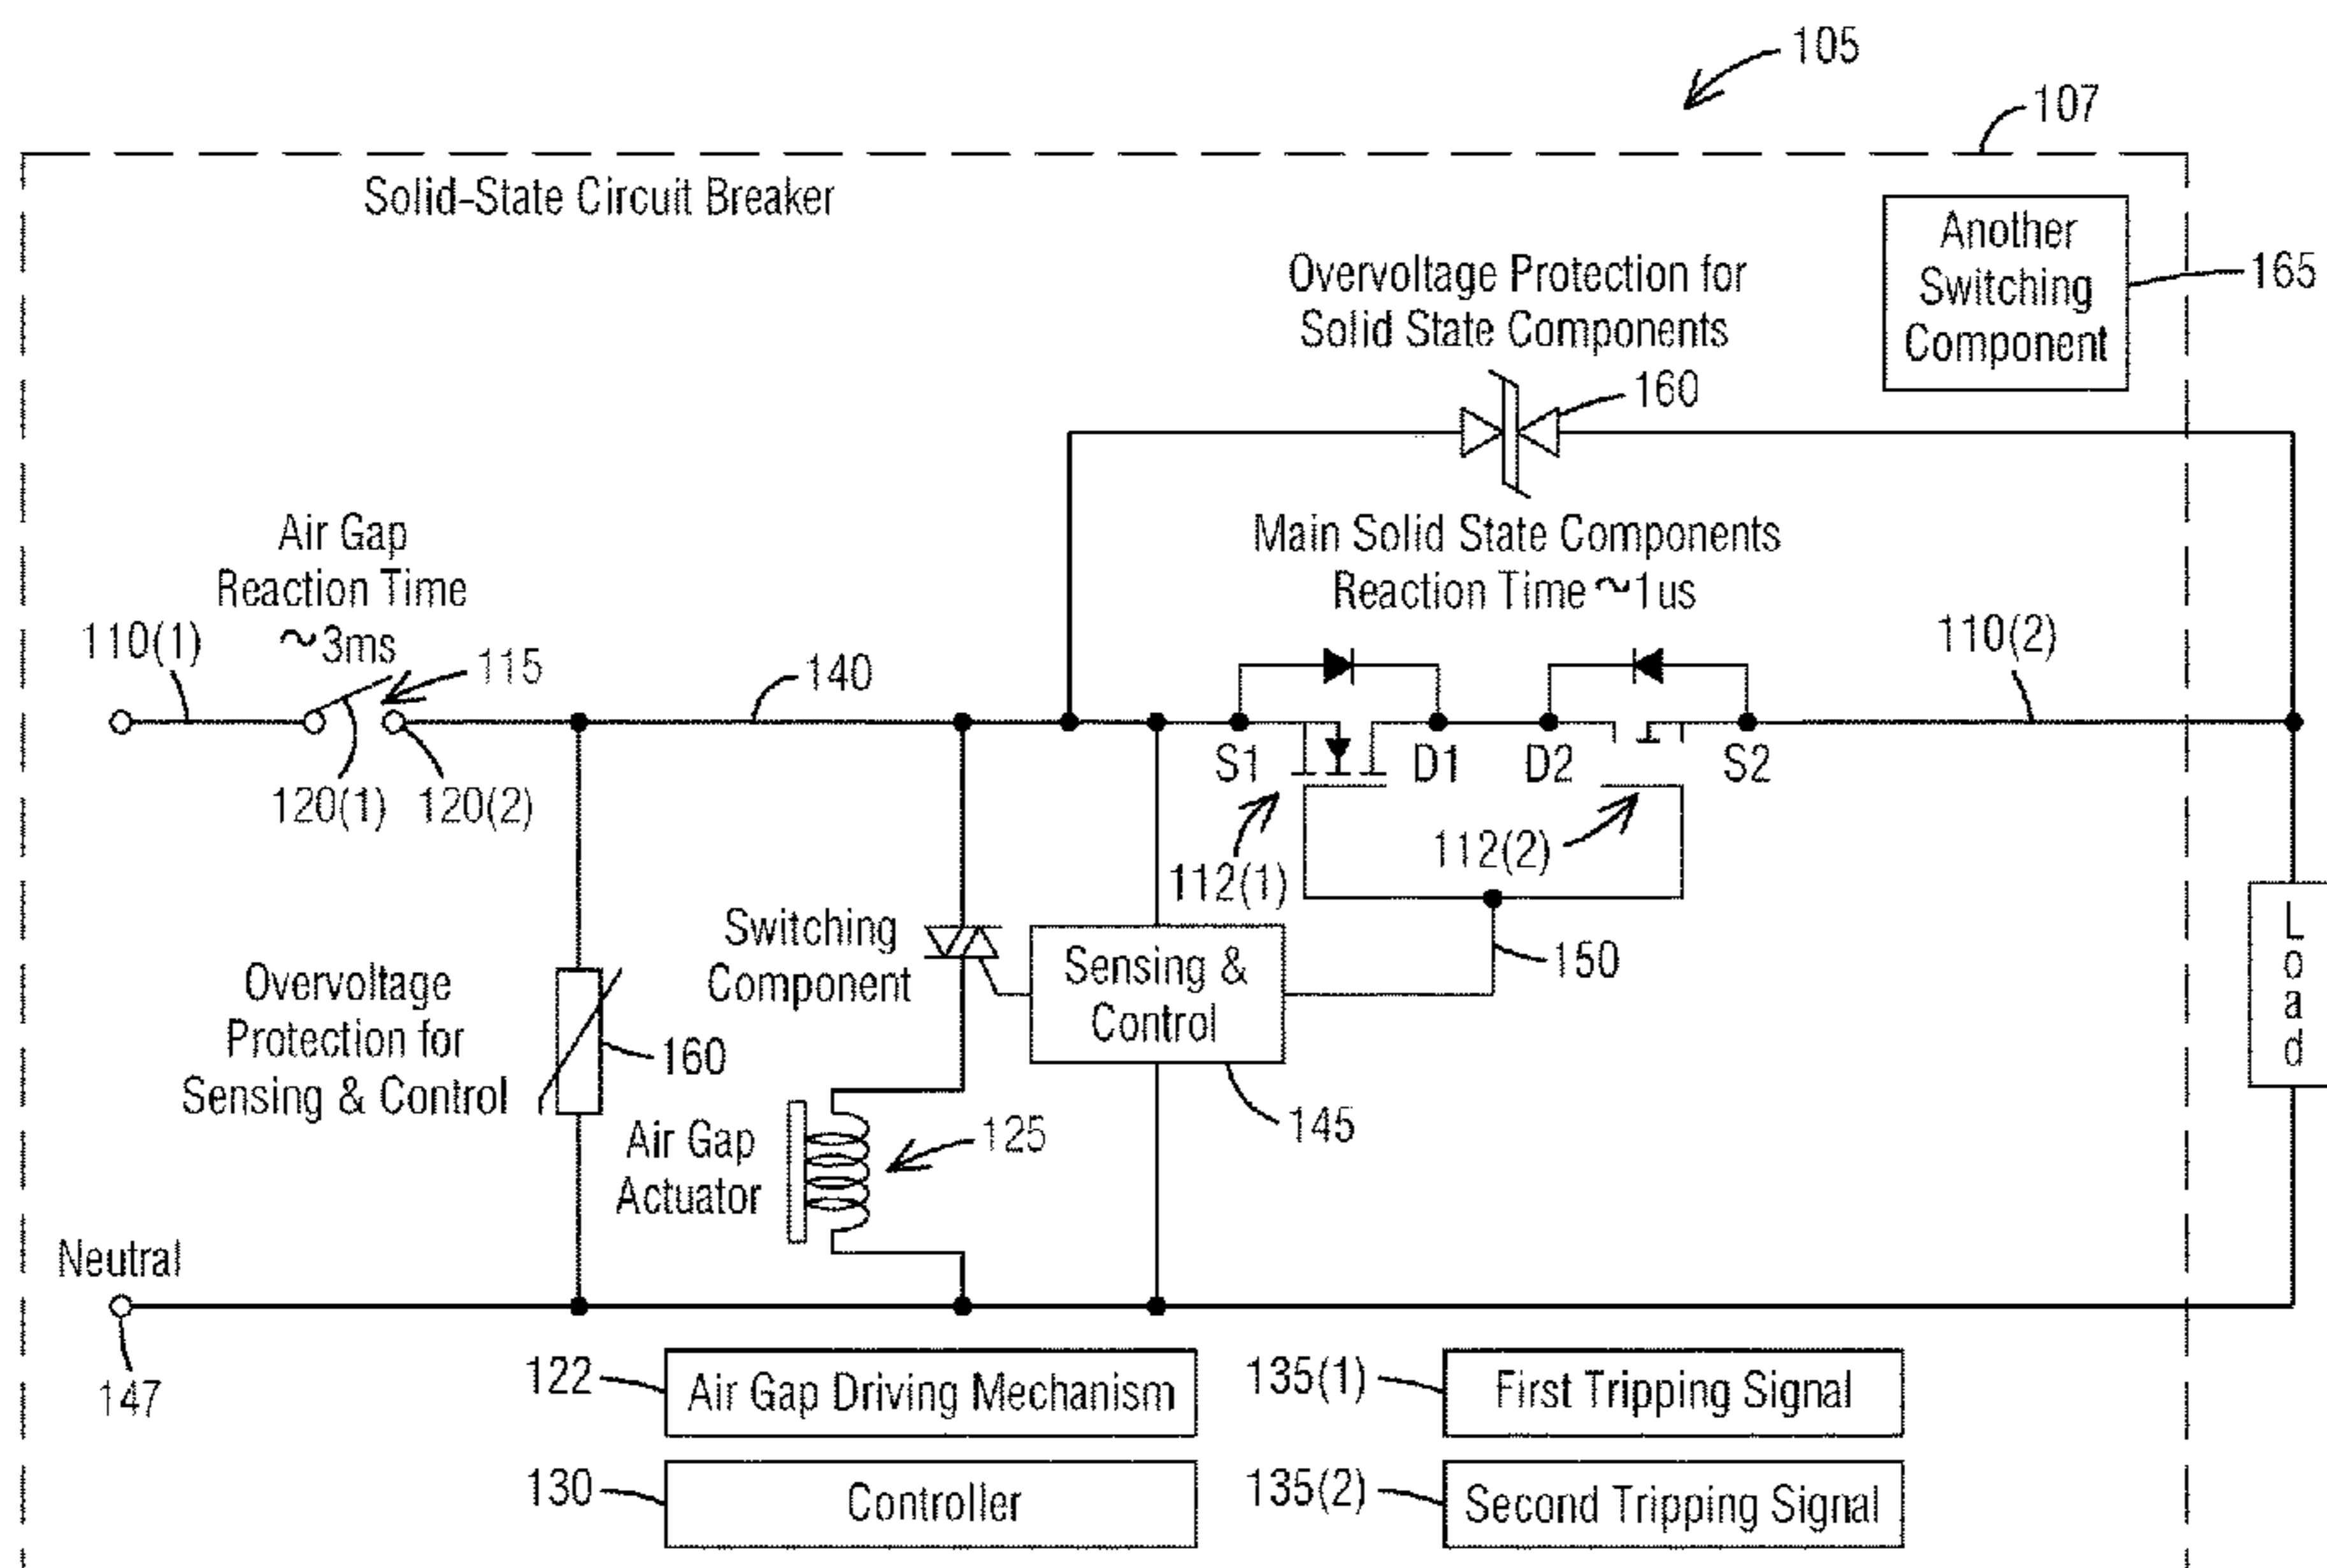 105
107
Solid-State Circuit Breaker
Another
Switching
Component
165
Overvoltage Protection for
Solid State Components
160
Air Gap
Reaction Time
~3ms
Main Solid State Components
Reaction Time ~1us
110(1)
115
140
110(2)
S1
D1
D2
S2
120(1)
120(2)
112(1)
112(2)
Switching
Component
Sensing &
Control
150
Load
Overvoltage
Protection for
Sensing & Control
160
Air Gap
Actuator
125
145
Neutral
147
122
Air Gap Driving Mechanism
135(1)
First Tripping Signal
130
Controller
135(2)
Second Tripping Signal